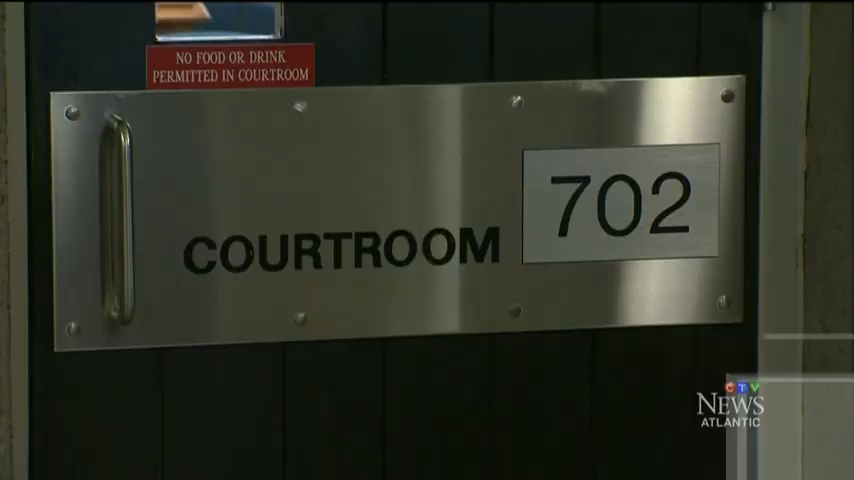 NO FOOD OR DRINK
PERMITTED IN COURTROOM
COURTROOM 702
CTV
NEWS
ATLANTIC